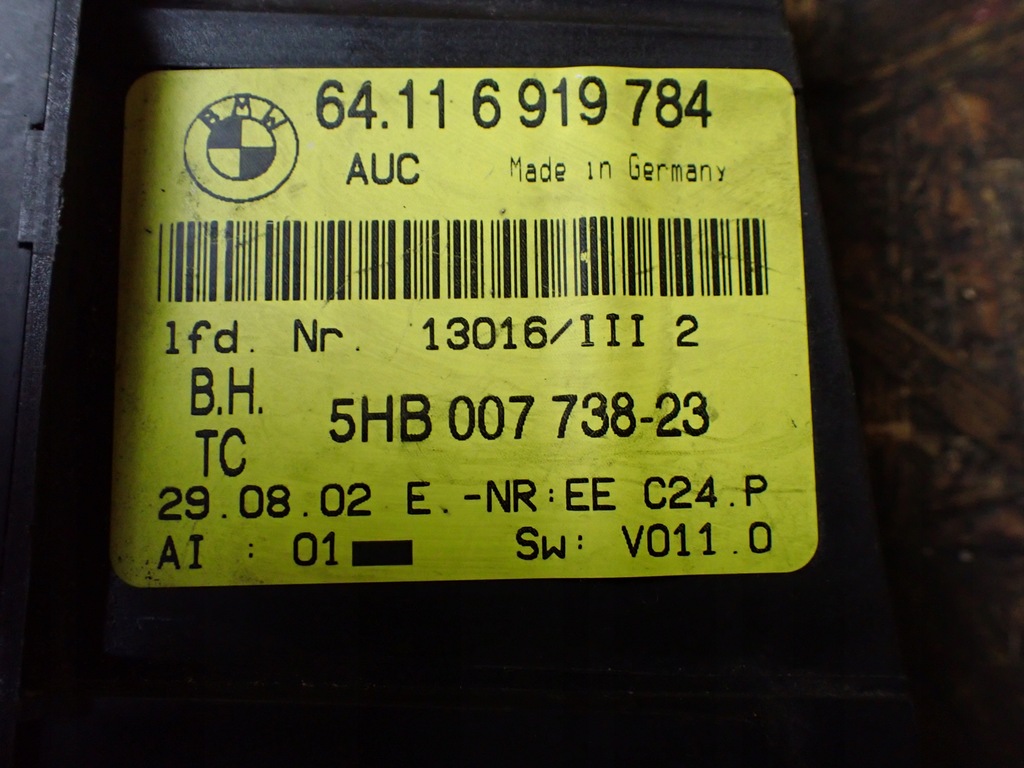 BMW
64.11 6 919 784
AUC Made in Germany
lfd. Nr. 13016/III 2
B.H.
5HB 007 738-23
TC
29.08.02 E.-NR:EE C24.P
AI : 01 Sw: V011.0